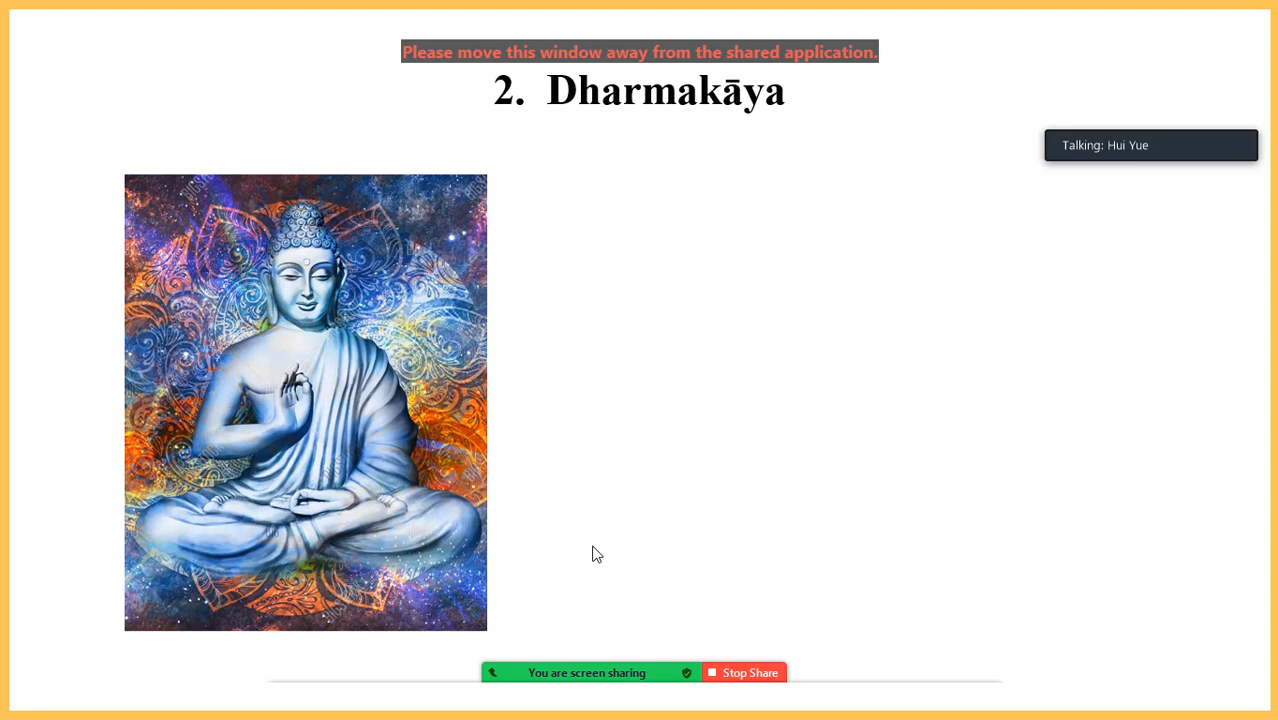 Please move this window away from the shared application.
2. Dharmakāya
Talking: Hui Yue
You are screen sharing
Stop Share